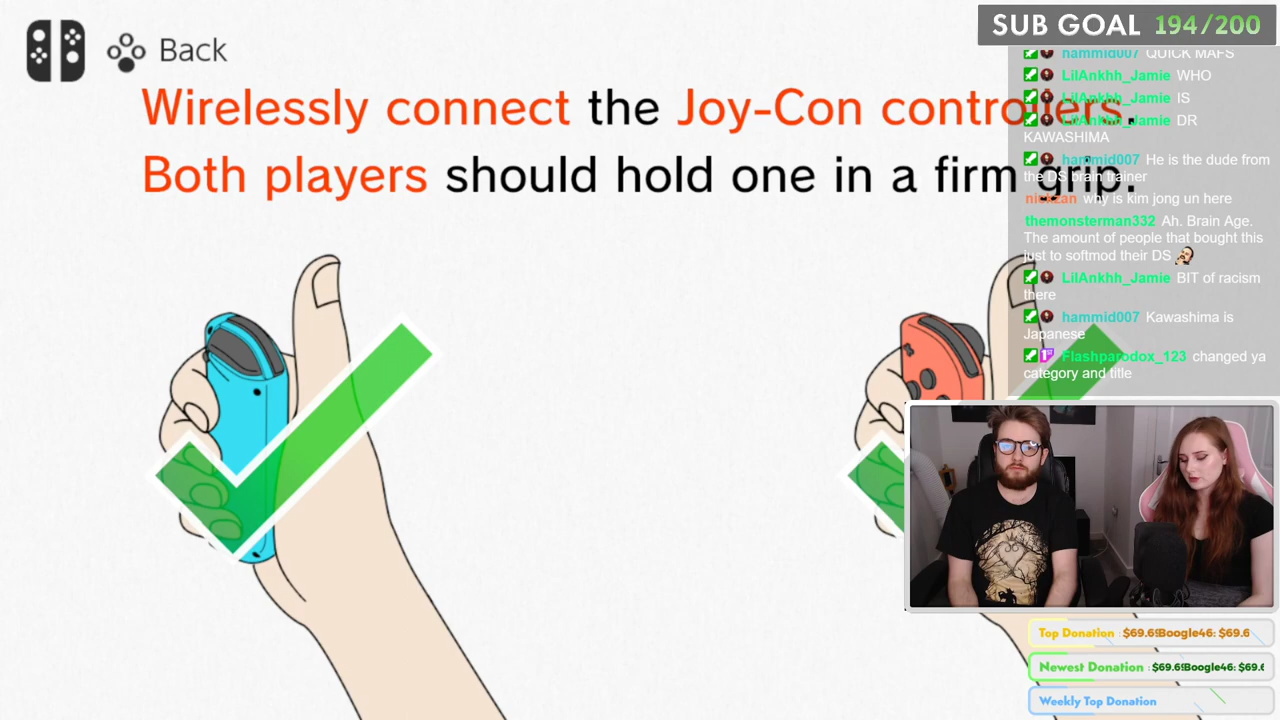 SUB GOAL 194/200
Back
Wirelessly connect the Joy-Con controllers.
Both players should hold one in a firm grip.
hammid007 QUICK MAFS
LilAnkhh_Jamie WHO
LilAnkhh_Jamie IS
LilAnkhh_Jamie DR
KAWASHIMA
hammid007 He is the dude from
the DS brain trainer
nickzan why is kim jong un here
themonsterman332 Ah. Brain Age.
The amount of people that bought this
just to softmod their DS
LilAnkhh_Jamie BIT of racism
there
hammid007 Kawashima is
Japanese
Flashparodox_123 changed ya
category and title
Top Donation : $69.69 Boogle46: $69.6
Newest Donation : $69.69 Boogle46: $69.6
Weekly Top Donation